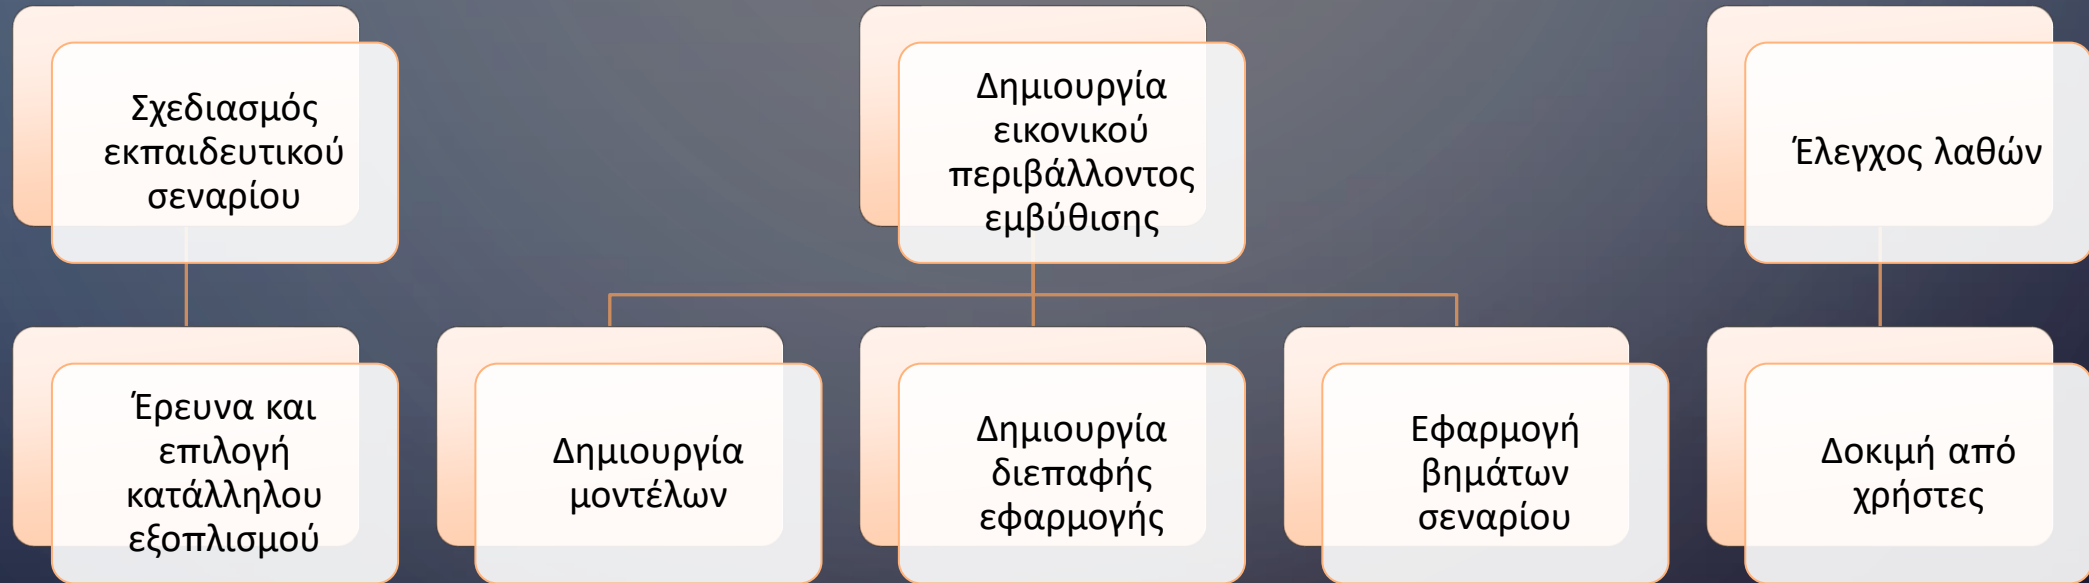 Σχεδιασμός
εκπαιδευτικού
σεναρίου
Δημιουργία
εικονικού
περιβάλλοντος
εμβύθισης
Έλεγχος λαθών
Έρευνα και
επιλογή
κατάλληλου
εξοπλισμού
Δημιουργία
μοντέλων
Δημιουργία
διεπαφής
εφαρμογής
Εφαρμογή
βημάτων
σεναρίου
Δοκιμή από
χρήστες